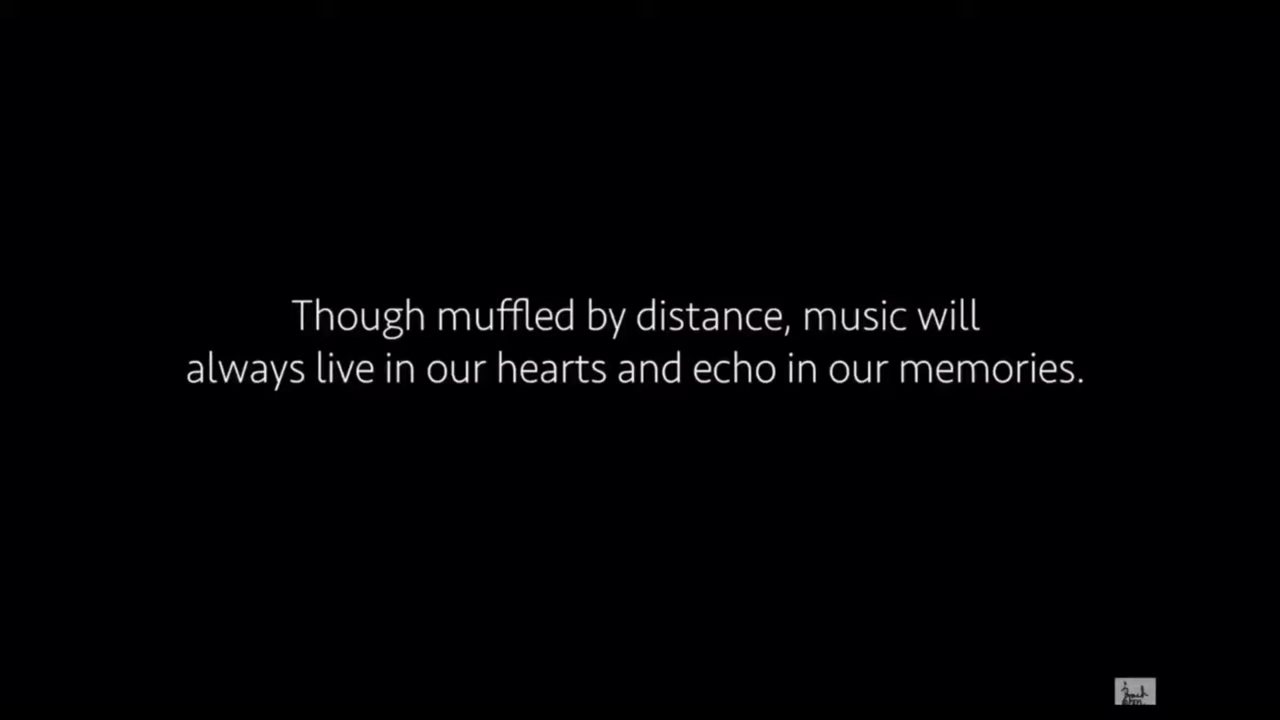 Though muffled by distance, music will
always live in our hearts and echo in our memories.